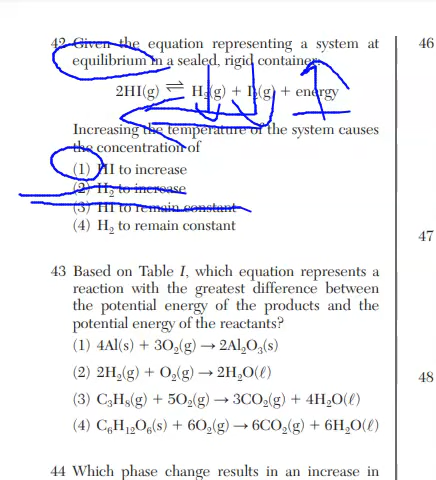 42 Given the equation representing a system at
equilibrium in a sealed, rigid container:
2HI(g) ⇌ H₂(g) + I₂(g) + energy
Increasing the temperature of the system causes
the concentration of
(1) HI to increase
(2) H₂ to increase
(3) HI to remain constant
(4) H₂ to remain constant
43 Based on Table I, which equation represents a
reaction with the greatest difference between
the potential energy of the products and the
potential energy of the reactants?
(1) 4Al(s) + 3O₂(g) → 2Al₂O₃(s)
(2) 2H₂(g) + O₂(g) → 2H₂O(ℓ)
(3) C₃H₈(g) + 5O₂(g) → 3CO₂(g) + 4H₂O(ℓ)
(4) C₆H₁₂O₆(s) + 6O₂(g) → 6CO₂(g) + 6H₂O(ℓ)
44 Which phase change results in an increase in
46
47
48